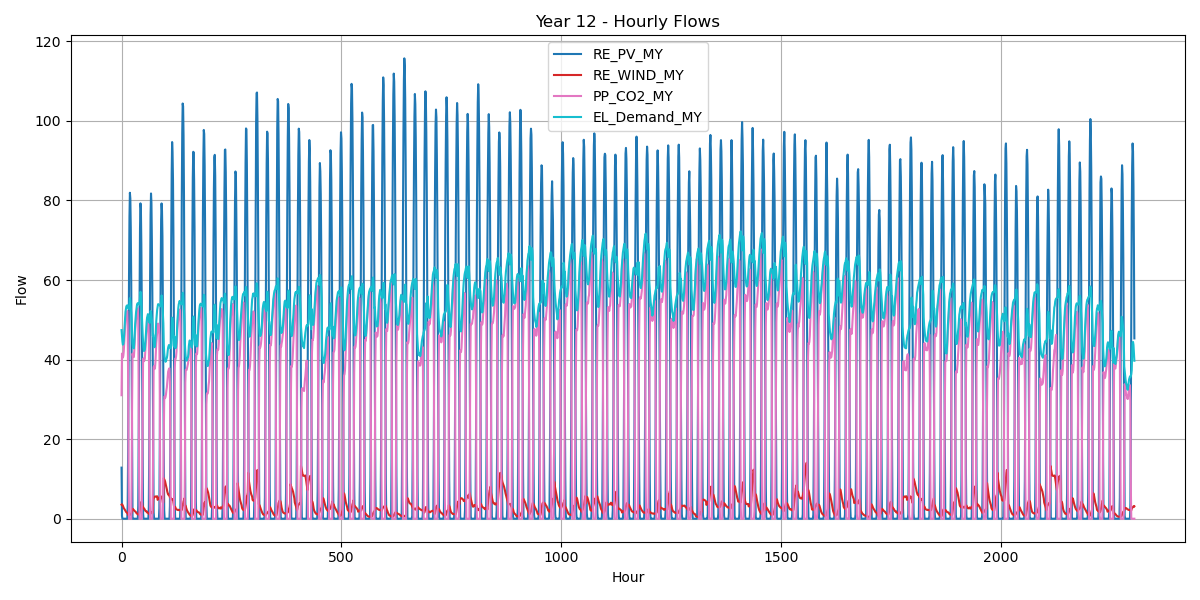 Year 12 - Hourly Flows
120
100
80
60
40
20
0
Flow
RE_PV_MY
RE_WIND_MY
PP_CO2_MY
EL_Demand_MY
0
500
1000
1500
2000
Hour